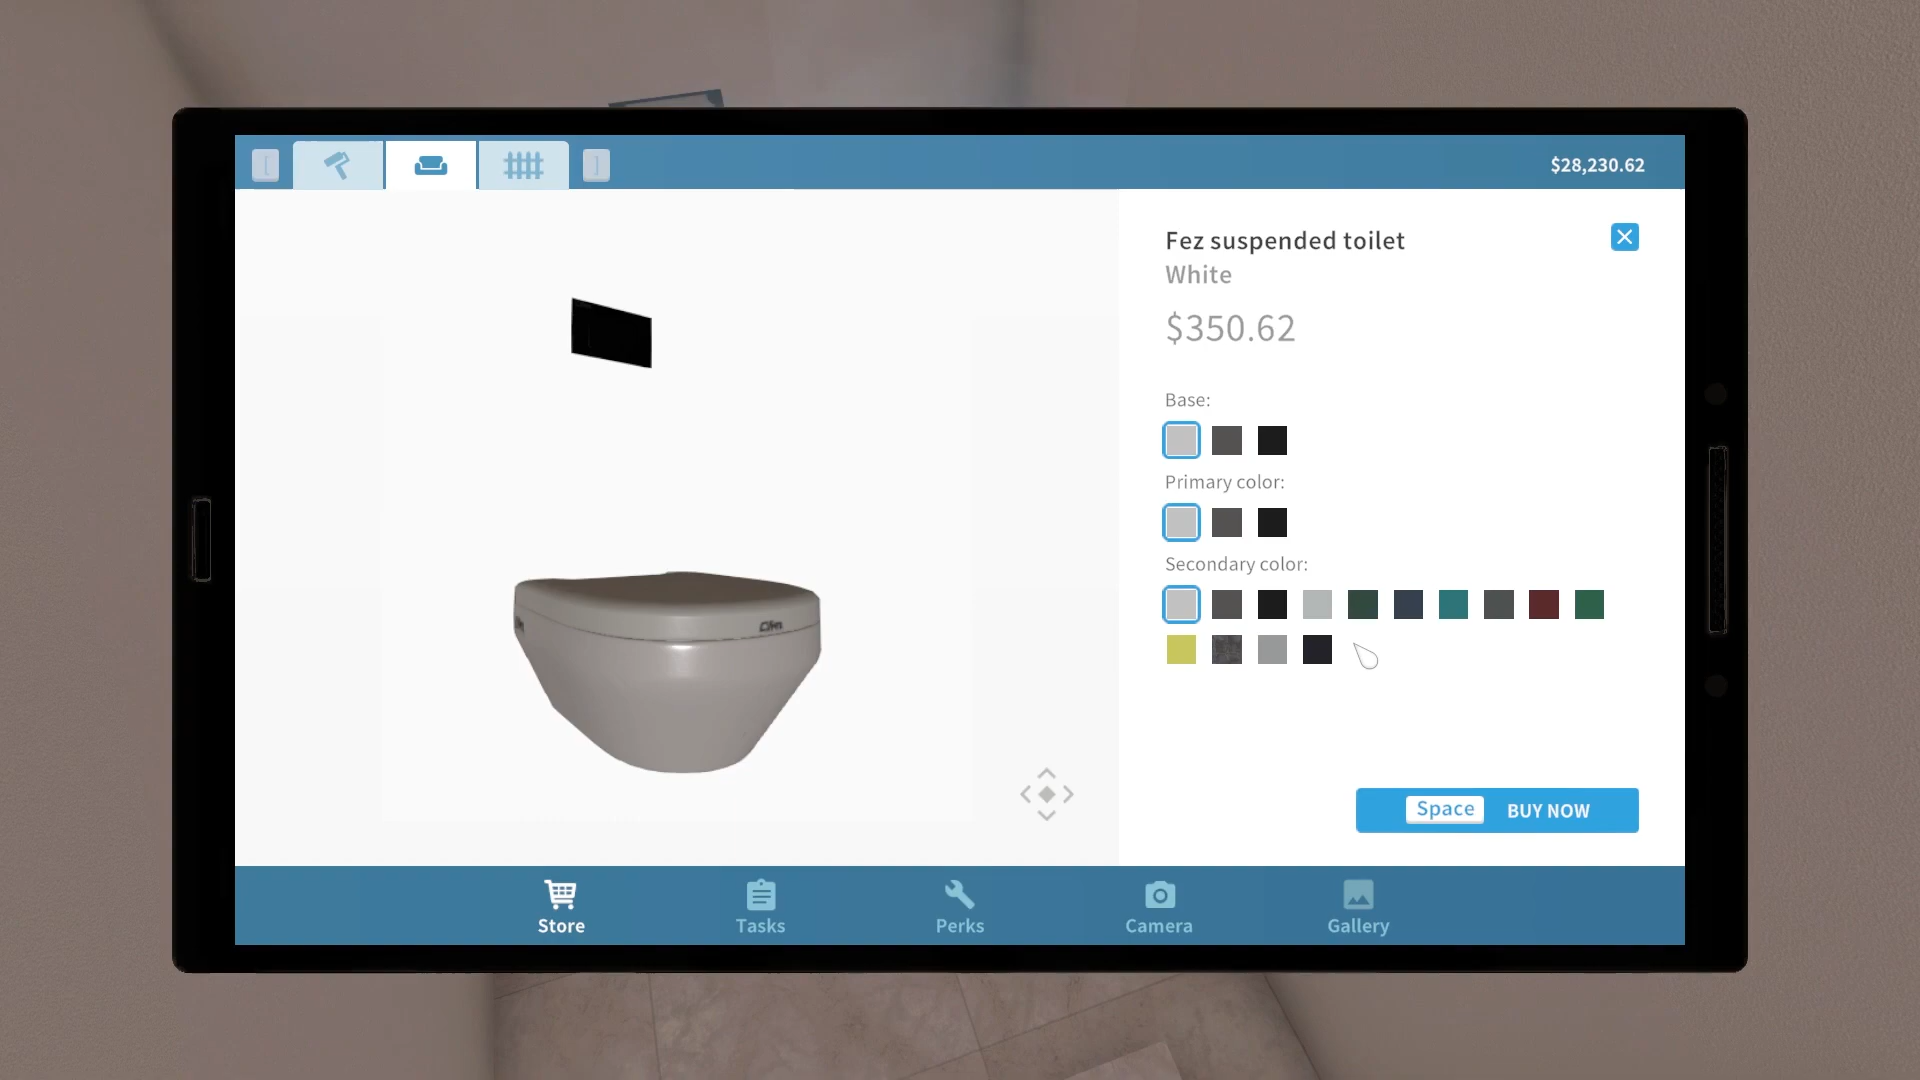 [
]
$28,230.62
Fez suspended toilet
White
$350.62
Base:
Primary color:
Secondary color:
Space BUY NOW
Store
Tasks
Perks
Camera
Gallery